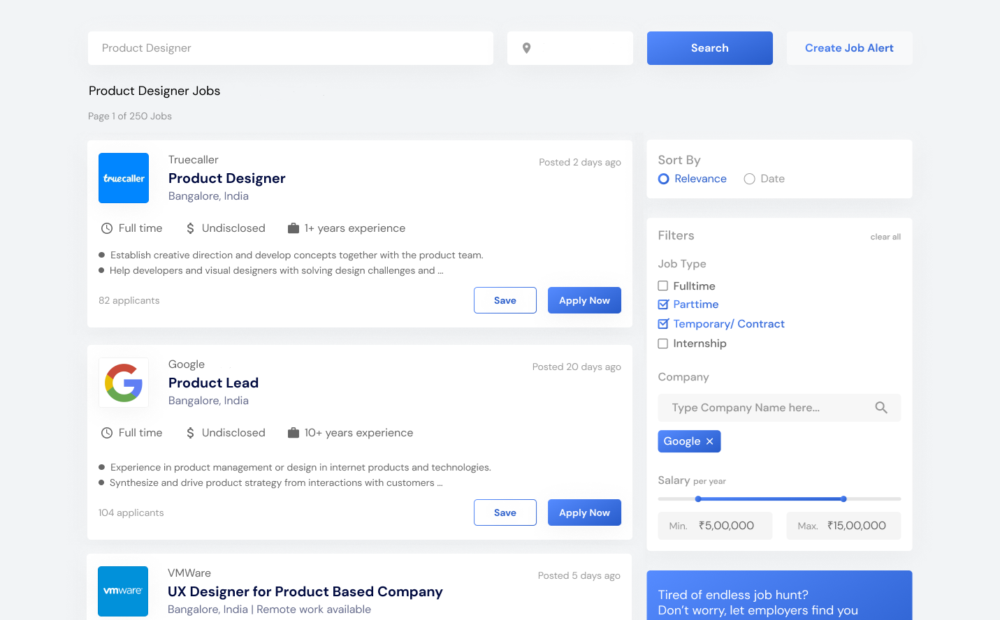 Product Designer
Search
Create Job Alert
Product Designer Jobs
Page 1 of 250 Jobs
truecaller
Truecaller
Posted 2 days ago
Product Designer
Bangalore, India
Full time
Undisclosed
1+ years experience
Establish creative direction and develop concepts together with the product team.
Help developers and visual designers with solving design challenges and ...
82 applicants
Save
Apply Now
Google
Posted 20 days ago
Product Lead
Bangalore, India
Full time
Undisclosed
10+ years experience
Experience in product management or design in internet products and technologies.
Synthesize and drive product strategy from interactions with customers ...
104 applicants
Save
Apply Now
vmware
VMWare
Posted 5 days ago
UX Designer for Product Based Company
Bangalore, India | Remote work available
Sort By
Relevance
Date
Filters
clear all
Job Type
Fulltime
Parttime
Temporary/ Contract
Internship
Company
Type Company Name here...
Google ×
Salary per year
Min. ₹5,00,000
Max. ₹15,00,000
Tired of endless job hunt?
Don't worry, let employers find you